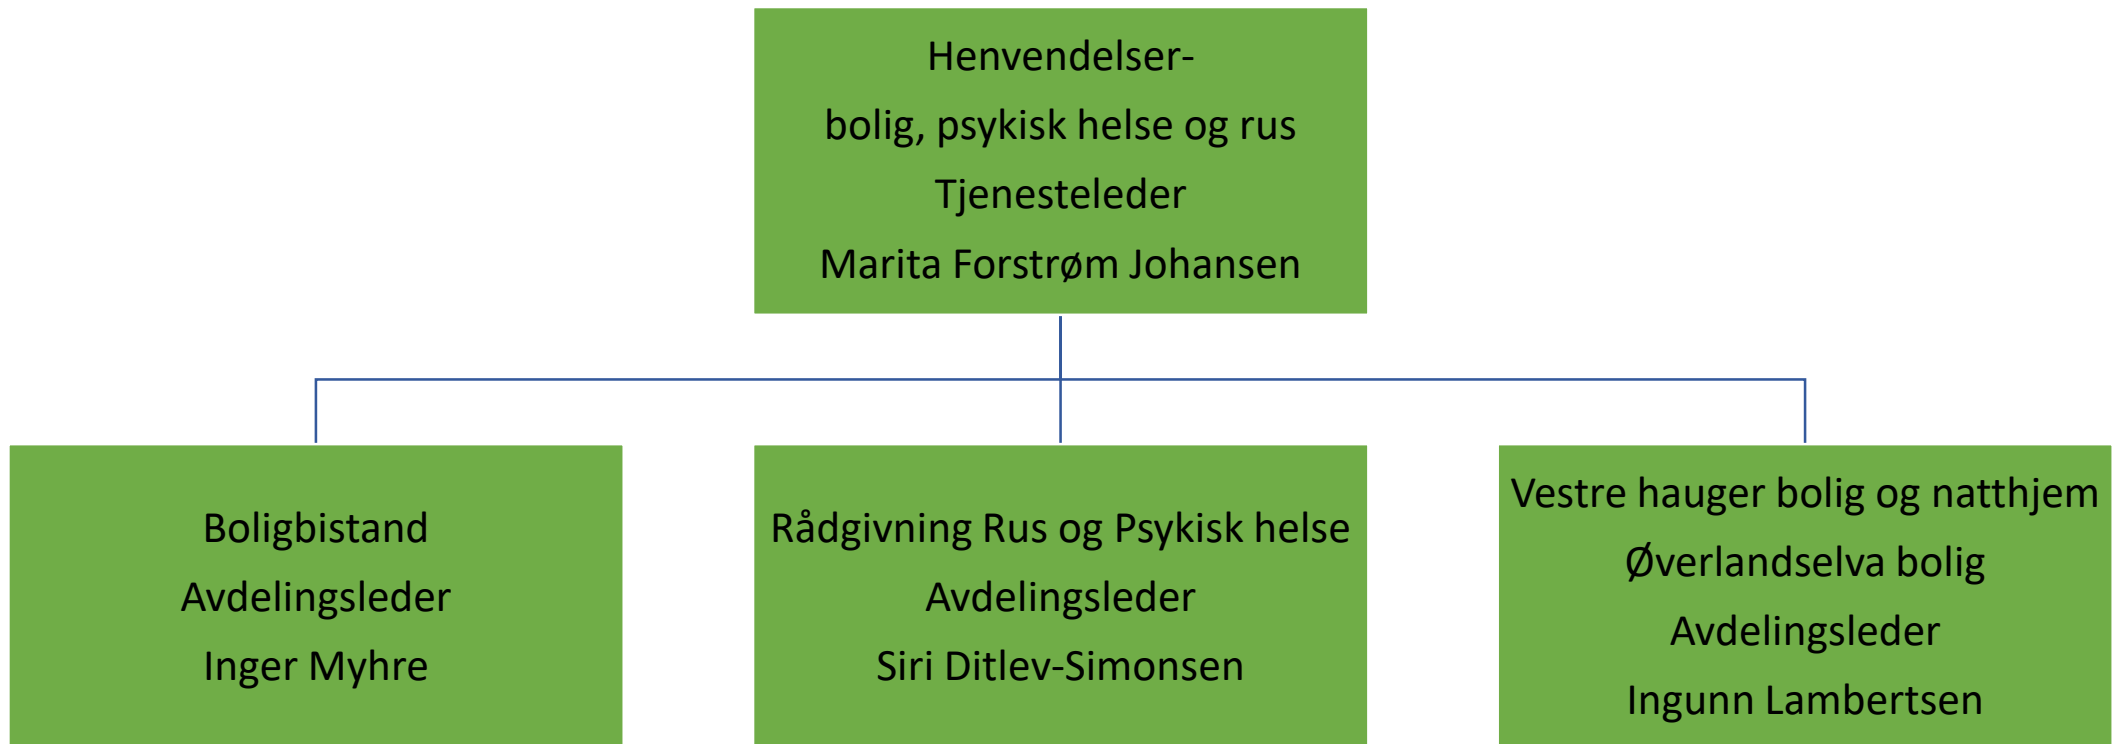 Henvendelser-
bolig, psykisk helse og rus
Tjenesteleder
Marita Forstrøm Johansen
Boligbistand
Avdelingsleder
Inger Myhre
Rådgivning Rus og Psykisk helse
Avdelingsleder
Siri Ditlev-Simonsen
Vestre hauger bolig og natthjem
Øverlandselva bolig
Avdelingsleder
Ingunn Lambertsen